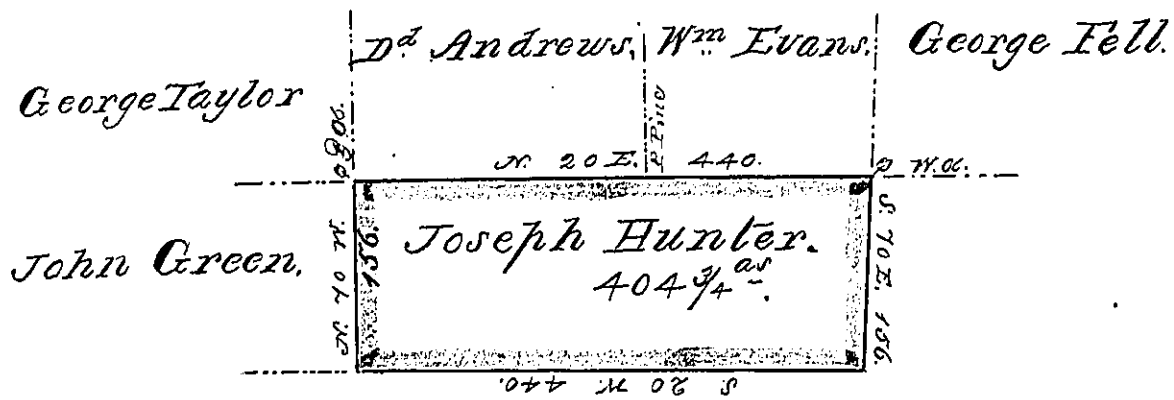 Dd Andrews. Wm Evans. George Fell.
George Taylor
P Pine
N. 20 E. 440.
W.O.
John Green.
N 70 W
156.
Joseph Hunter.
404 3/4 as.
S. 70 E. 156.
S. 20 W 440.